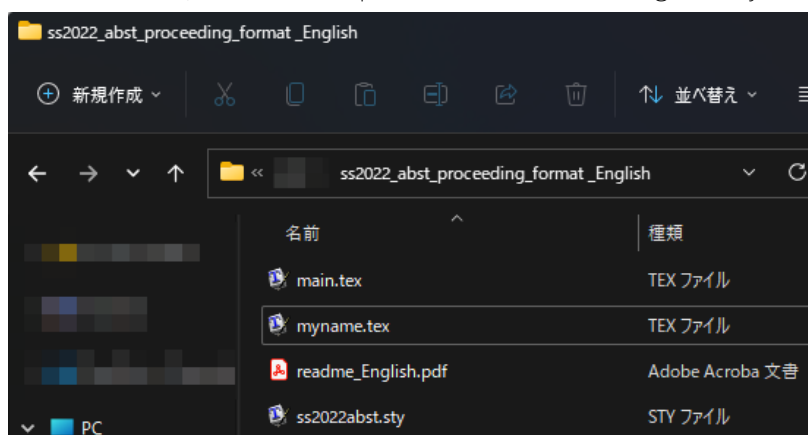 ss2022_abst_proceeding_format _English
新規作成
並べ替え
ss2022_abst_proceeding_format _English
名前 種類
main.tex TEX ファイル
myname.tex TEX ファイル
readme_English.pdf Adobe Acroba 文書
ss2022abst.sty STY ファイル
PC